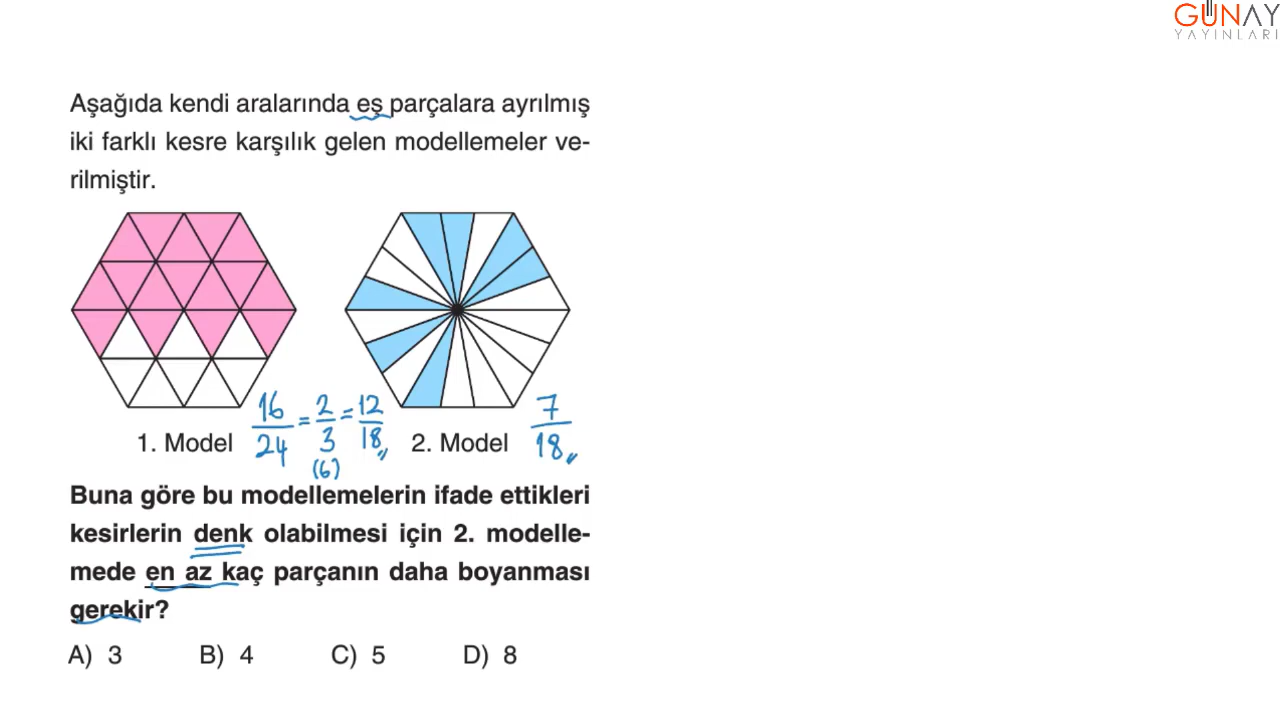 GÜNAY
YAYINLARI
Aşağıda kendi aralarında eş parçalara ayrılmış
iki farklı kesre karşılık gelen modellemeler ve-
rilmiştir.
1. Model
16/24 = 2/3 = 12/18
(6)
2. Model
7/18
Buna göre bu modellemelerin ifade ettikleri
kesirlerin denk olabilmesi için 2. modelle-
mede en az kaç parçanın daha boyanması
gerekir?
A) 3 B) 4 C) 5 D) 8